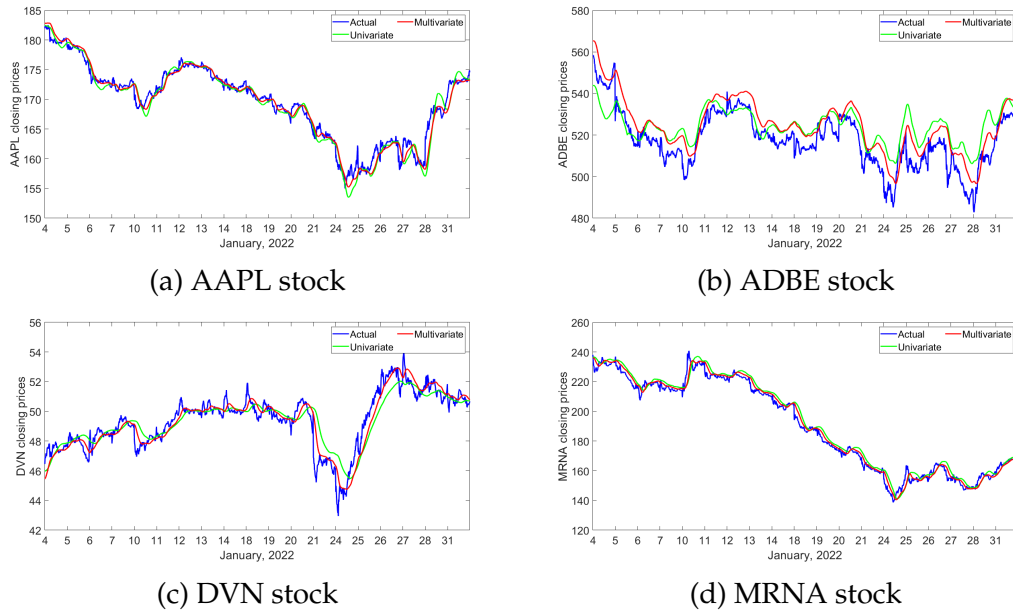 Actual Multivariate
Univariate
185
180
175
170
165
160
155
150
AAPL closing prices
4 5 6 7 10 11 12 13 14 18 19 20 21 24 25 26 27 28 31
January, 2022
(a) AAPL stock
Actual Multivariate
Univariate
580
560
540
520
500
480
ADBE closing prices
4 5 6 7 10 11 12 13 14 18 19 20 21 24 25 26 27 28 31
January, 2022
(b) ADBE stock
Actual Multivariate
Univariate
56
54
52
50
48
46
44
42
DVN closing prices
4 5 6 7 10 11 12 13 14 18 19 20 21 24 25 26 27 28 31
January, 2022
(c) DVN stock
Actual Multivariate
Univariate
260
240
220
200
180
160
140
120
MRNA closing prices
4 5 6 7 10 11 12 13 14 18 19 20 21 24 25 26 27 28 31
January, 2022
(d) MRNA stock